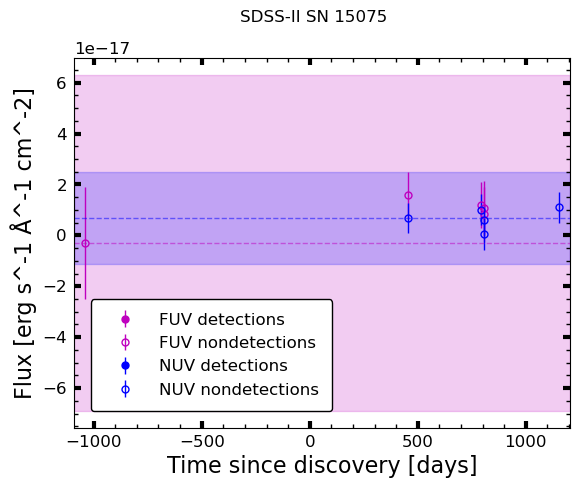 SDSS-II SN 15075
1e−17
Flux [erg s^-1 Å^-1 cm^-2]
6
4
2
0
−2
−4
−6
FUV detections
FUV nondetections
NUV detections
NUV nondetections
−1000 −500 0 500 1000
Time since discovery [days]